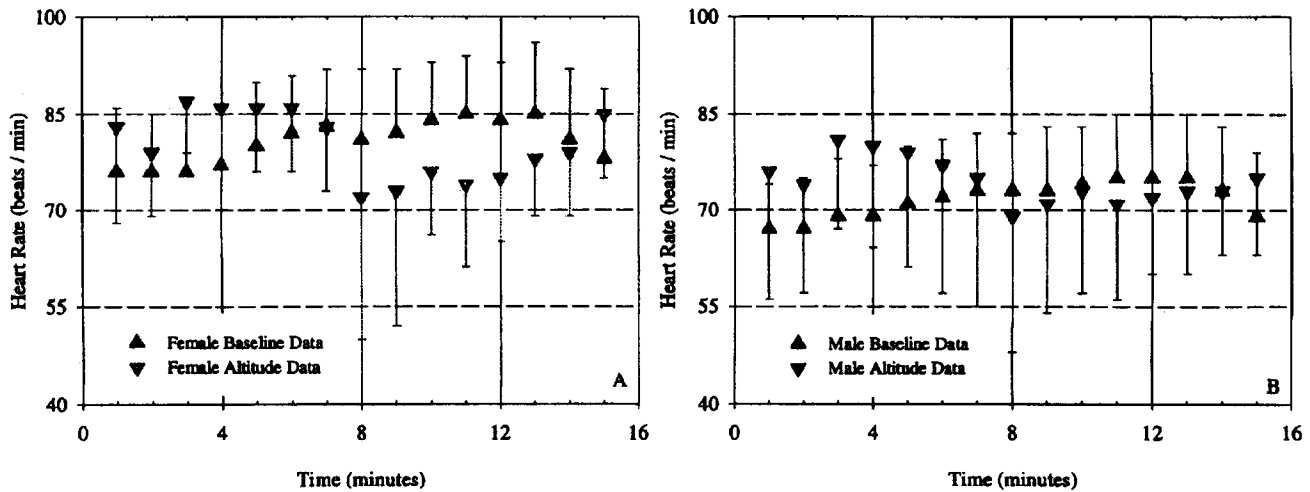 100
85
70
55
40
Heart Rate (beats / min)
Female Baseline Data
Female Altitude Data
A
0
4
8
12
16
Time (minutes)
100
85
70
55
40
Heart Rate (beats / min)
Male Baseline Data
Male Altitude Data
B
0
4
8
12
16
Time (minutes)